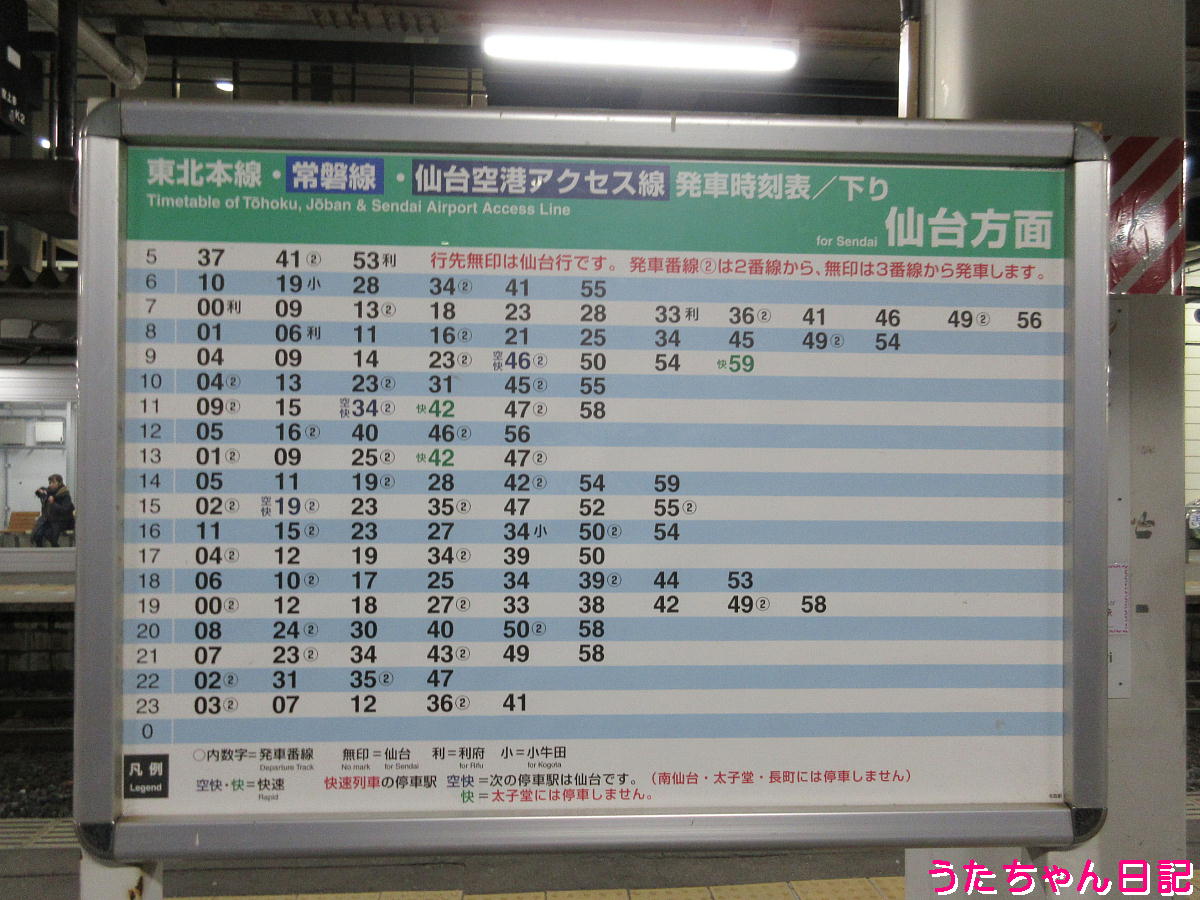 東北本線・常磐線・仙台空港アクセス線 発車時刻表／下り
Timetable of Tōhoku, Jōban & Sendai Airport Access Line
for Sendai 仙台方面
5 37 41② 53利 行先無印は仙台行です。発車番線②は2番線から、無印は3番線から発車します。
6 10 19小 28 34② 41 55
7 00利 09 13② 18 23 28 33利 36② 41 46 49② 56
8 01 06利 11 16② 21 25 34 45 49② 54
9 04 09 14 23② 空快46② 50 54 快59
10 04② 13 23② 31 45② 55
11 09② 15 空快34② 快42 47② 58
12 05 16② 40 46② 56
13 01② 09 25② 快42 47②
14 05 11 19② 28 42② 54 59
15 02② 空快19② 23 35② 47 52 55②
16 11 15② 23 27 34小 50② 54
17 04② 12 19 34② 39 50
18 06 10② 17 25 34 39② 44 53
19 00② 12 18 27② 33 38 42 49② 58
20 08 24② 30 40 50② 58
21 07 23② 34 43② 49 58
22 02② 31 35② 47
23 03② 07 12 36② 41
0
凡例 Legend
○内数字＝発車番線 無印＝仙台 利＝利府 小＝小牛田
Departure Track No mark for Sendai for Rifu for Kogota
空快・快＝快速 快速列車の停車駅 空快＝次の停車駅は仙台です。（南仙台・太子堂・長町には停車しません）
Rapid 快＝太子堂には停車しません。
うたちゃん日記